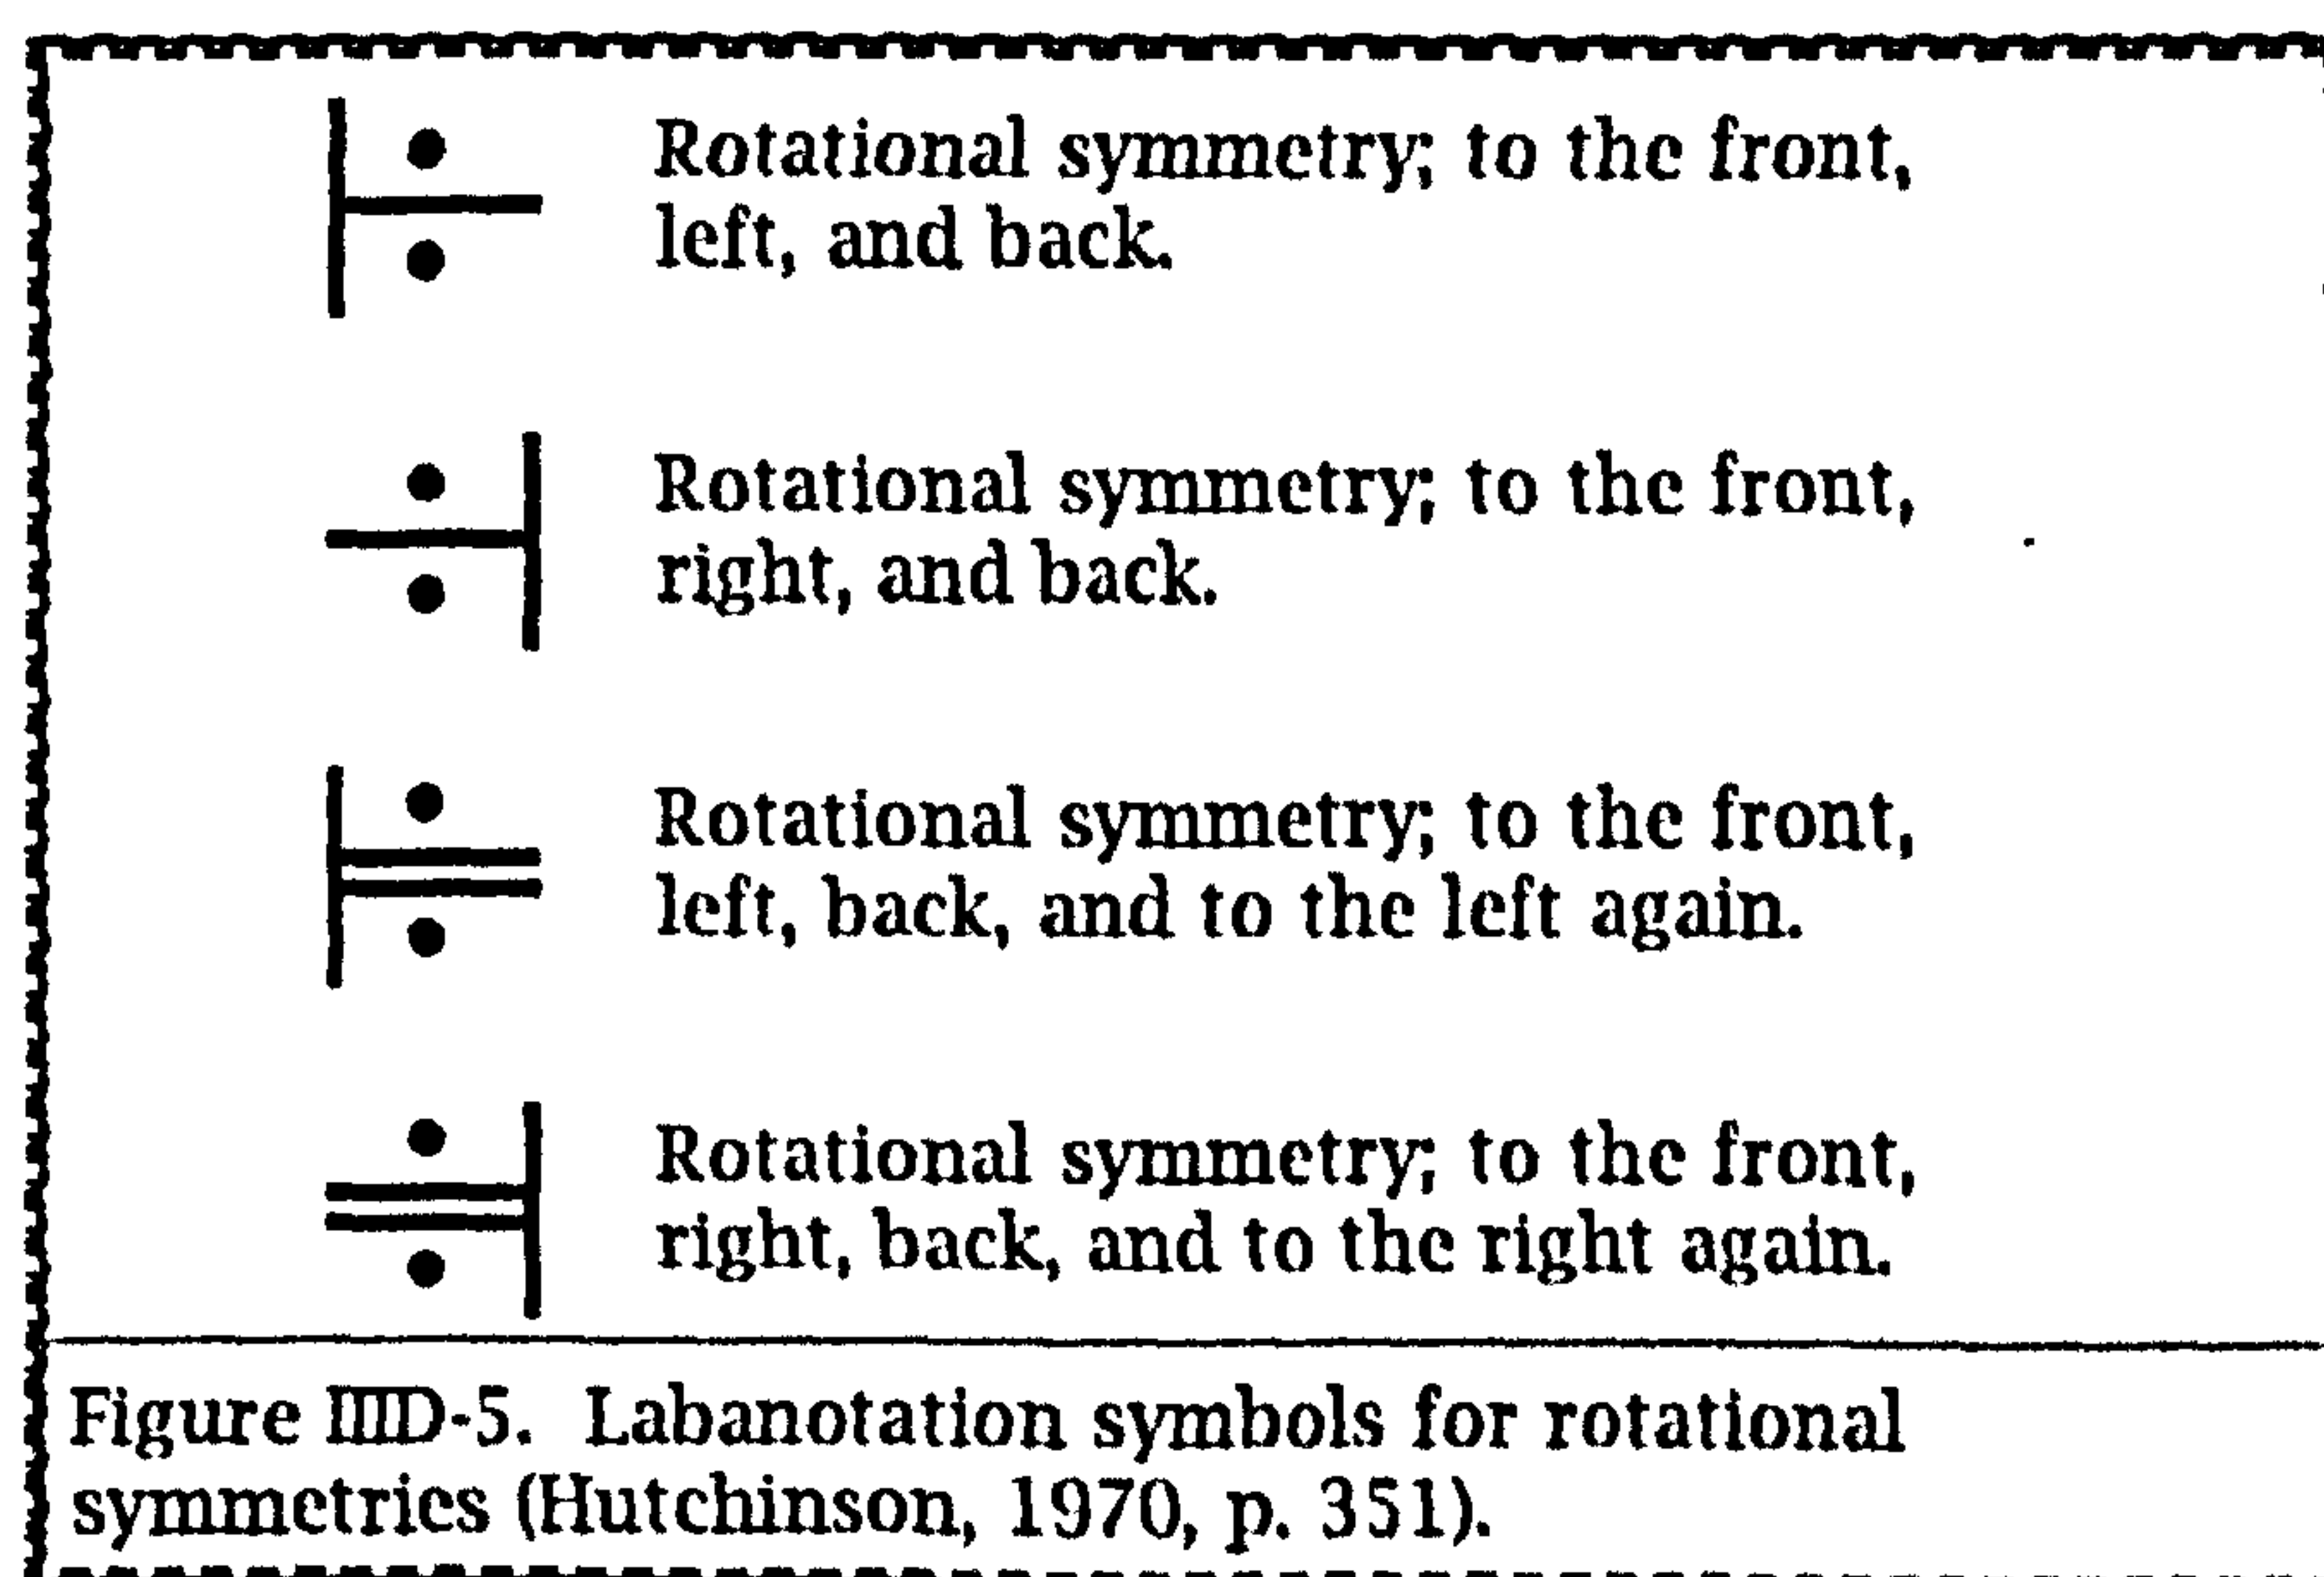 Rotational symmetry; to the front,
left, and back.
Rotational symmetry; to the front,
right, and back.
Rotational symmetry; to the front,
left, back, and to the left again.
Rotational symmetry; to the front,
right, back, and to the right again.
Figure IIID-5. Labanotation symbols for rotational
symmetries (Hutchinson, 1970, p. 351).